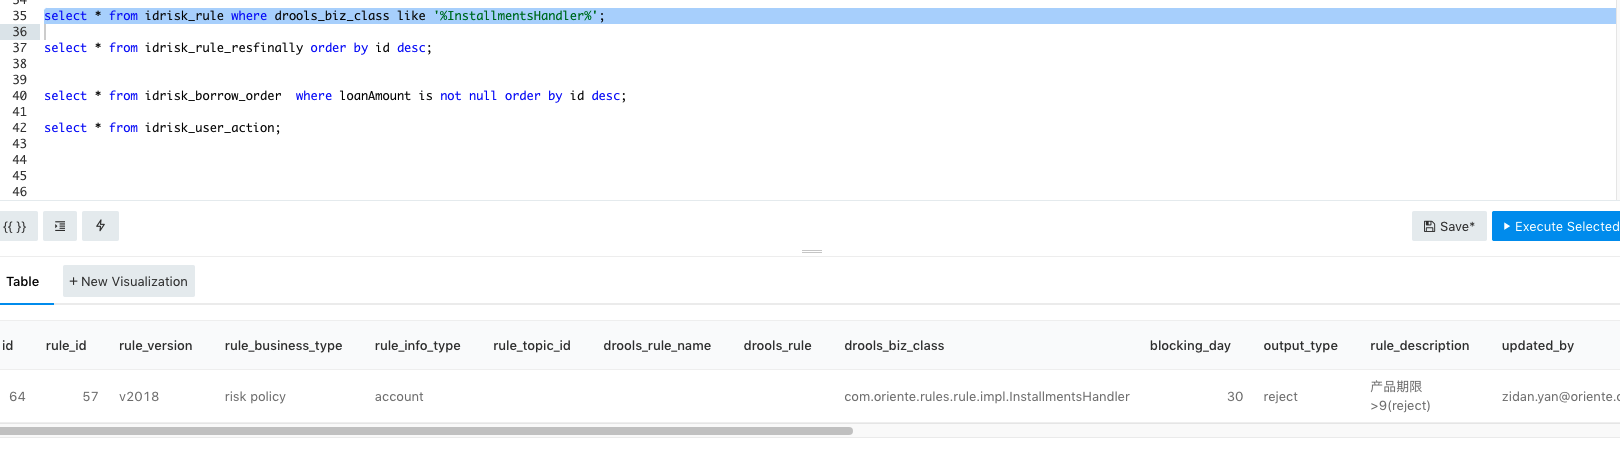 35 select * from idrisk_rule where drools_biz_class like '%InstallmentsHandler%';
36
37 select * from idrisk_rule_resfinally order by id desc;
38
39
40 select * from idrisk_borrow_order  where loanAmount is not null order by id desc;
41
42 select * from idrisk_user_action;
43
44
45
46
{{ }} Save* Execute Selected
Table + New Visualization
id rule_id rule_version rule_business_type rule_info_type rule_topic_id drools_rule_name drools_rule drools_biz_class blocking_day output_type rule_description updated_by
64 57 v2018 risk policy account com.oriente.rules.rule.impl.InstallmentsHandler 30 reject 产品期限 zidan.yan@oriente.
>9(reject)